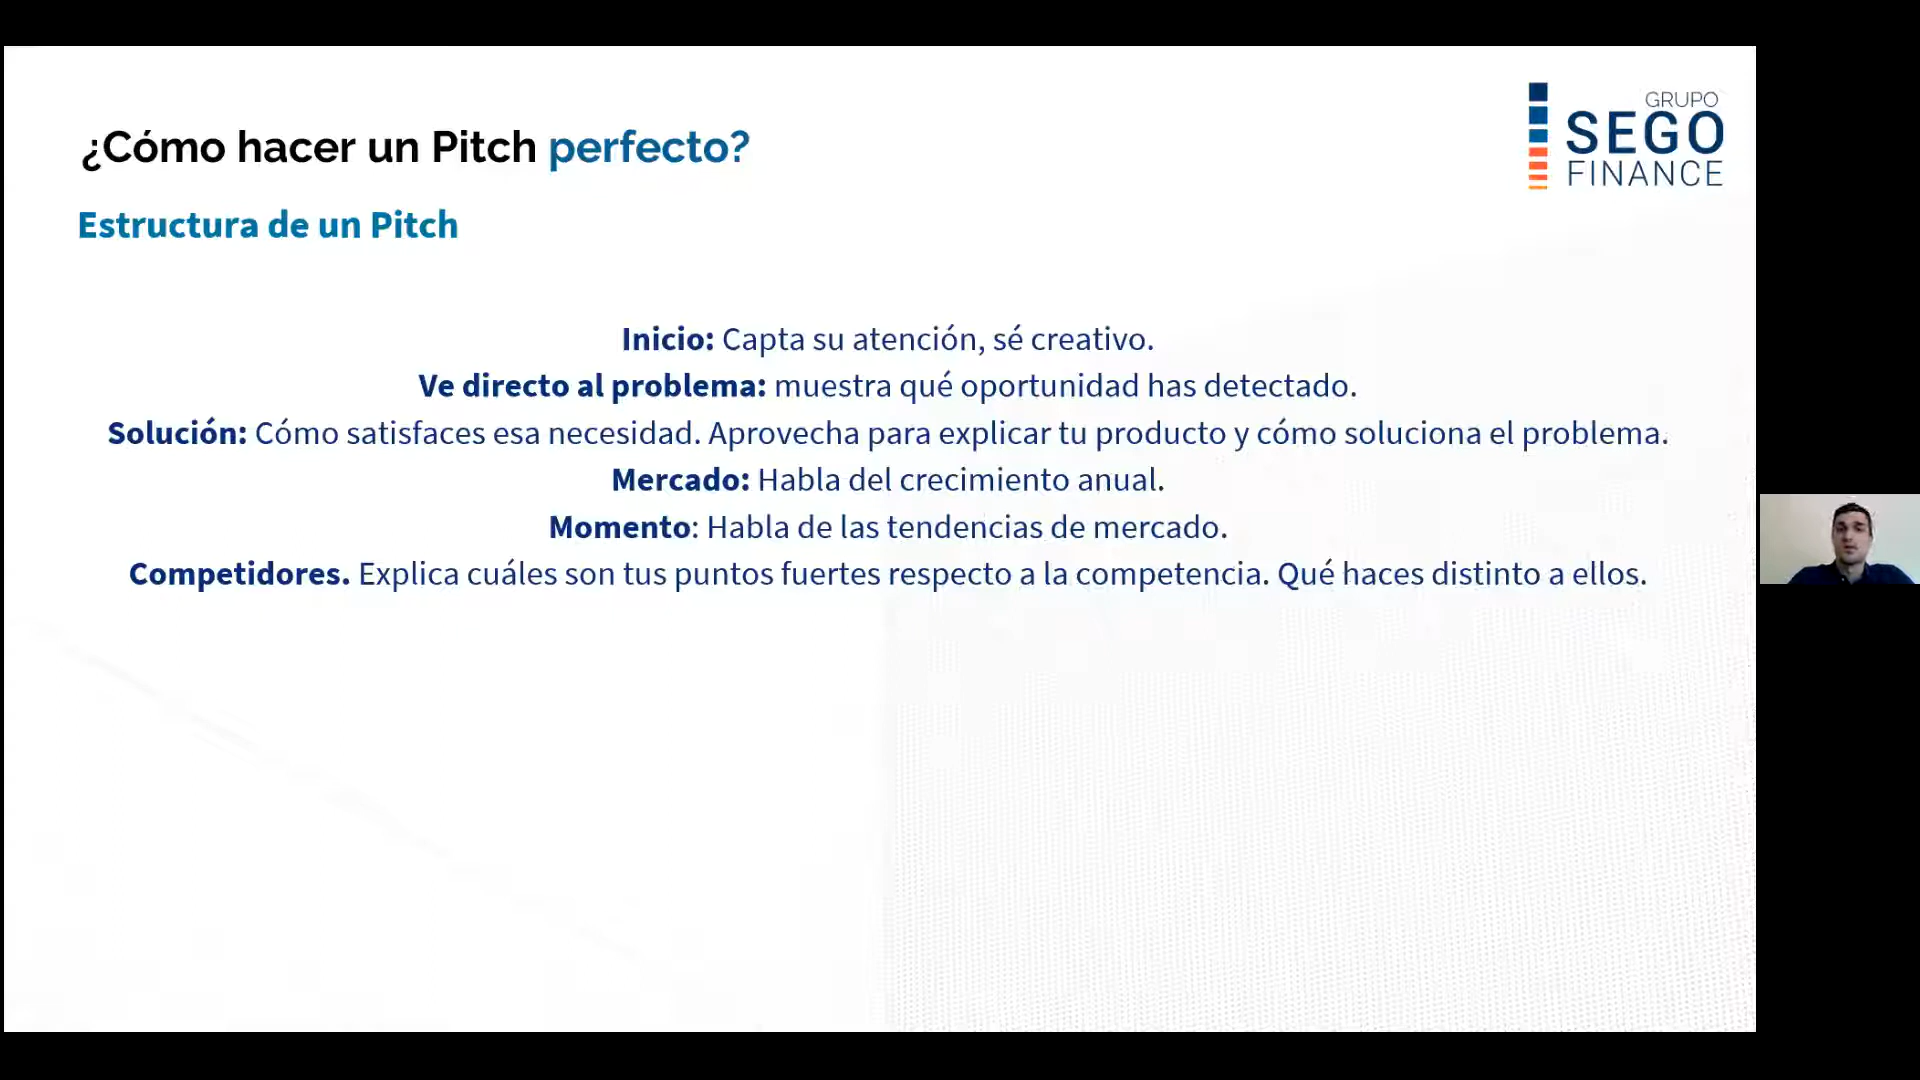 ¿Cómo hacer un Pitch perfecto?
GRUPO
SEGO
FINANCE
Estructura de un Pitch
Inicio: Capta su atención, sé creativo.
Ve directo al problema: muestra qué oportunidad has detectado.
Solución: Cómo satisfaces esa necesidad. Aprovecha para explicar tu producto y cómo soluciona el problema.
Mercado: Habla del crecimiento anual.
Momento: Habla de las tendencias de mercado.
Competidores. Explica cuáles son tus puntos fuertes respecto a la competencia. Qué haces distinto a ellos.